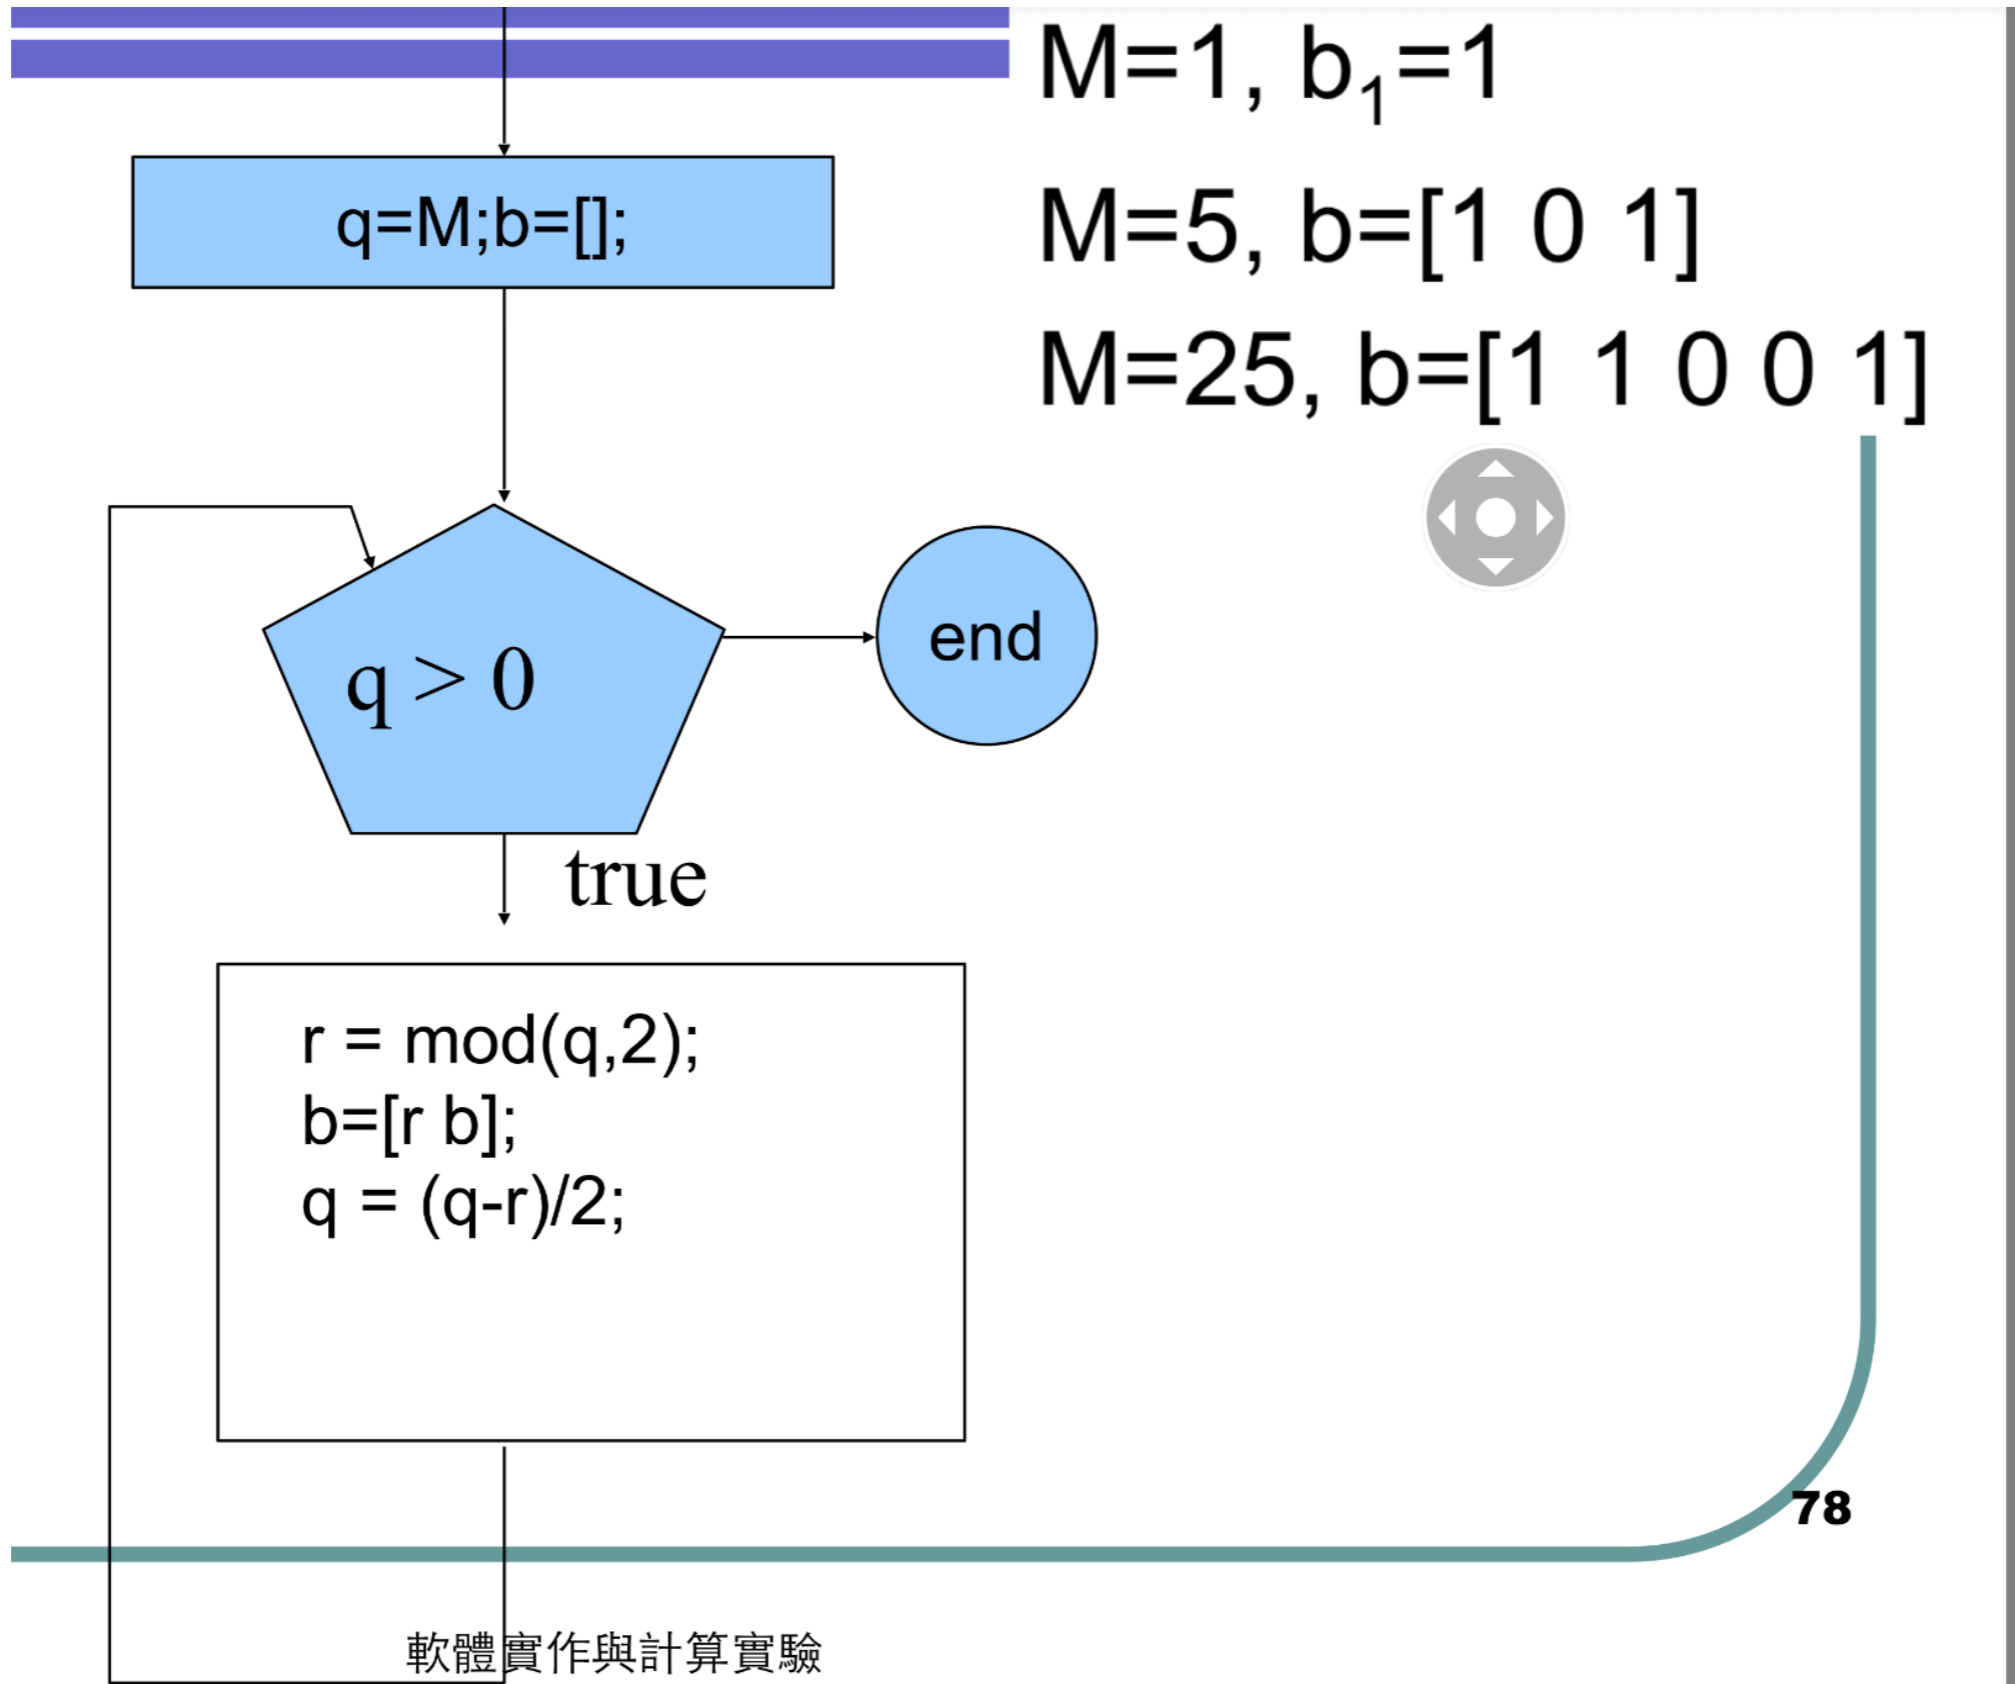 M=1, b₁=1
q=M;b=[];
M=5, b=[1 0 1]
M=25, b=[1 1 0 0 1]
q > 0
end
true
r = mod(q,2);
b=[r b];
q = (q-r)/2;
78
軟體實作與計算實驗